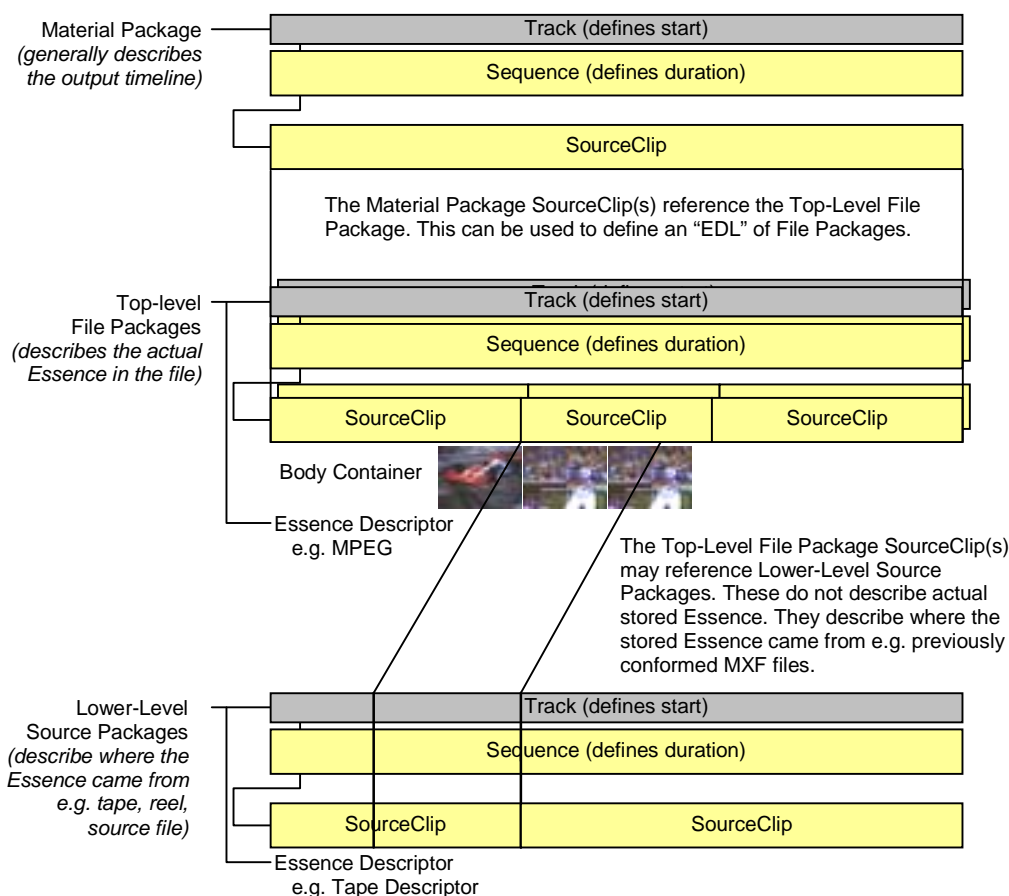 Material Package
(generally describes
the output timeline)
Track (defines start)
Sequence (defines duration)
SourceClip
The Material Package SourceClip(s) reference the Top-Level File
Package. This can be used to define an “EDL” of File Packages.
Top-level
File Packages
(describes the actual
Essence in the file)
Track (defines start)
Sequence (defines duration)
SourceClip
SourceClip
SourceClip
Body Container
Essence Descriptor
e.g. MPEG
The Top-Level File Package SourceClip(s)
may reference Lower-Level Source
Packages. These do not describe actual
stored Essence. They describe where the
stored Essence came from e.g. previously
conformed MXF files.
Lower-Level
Source Packages
(describe where the
Essence came from
e.g. tape, reel,
source file)
Track (defines start)
Sequence (defines duration)
SourceClip
SourceClip
Essence Descriptor
e.g. Tape Descriptor